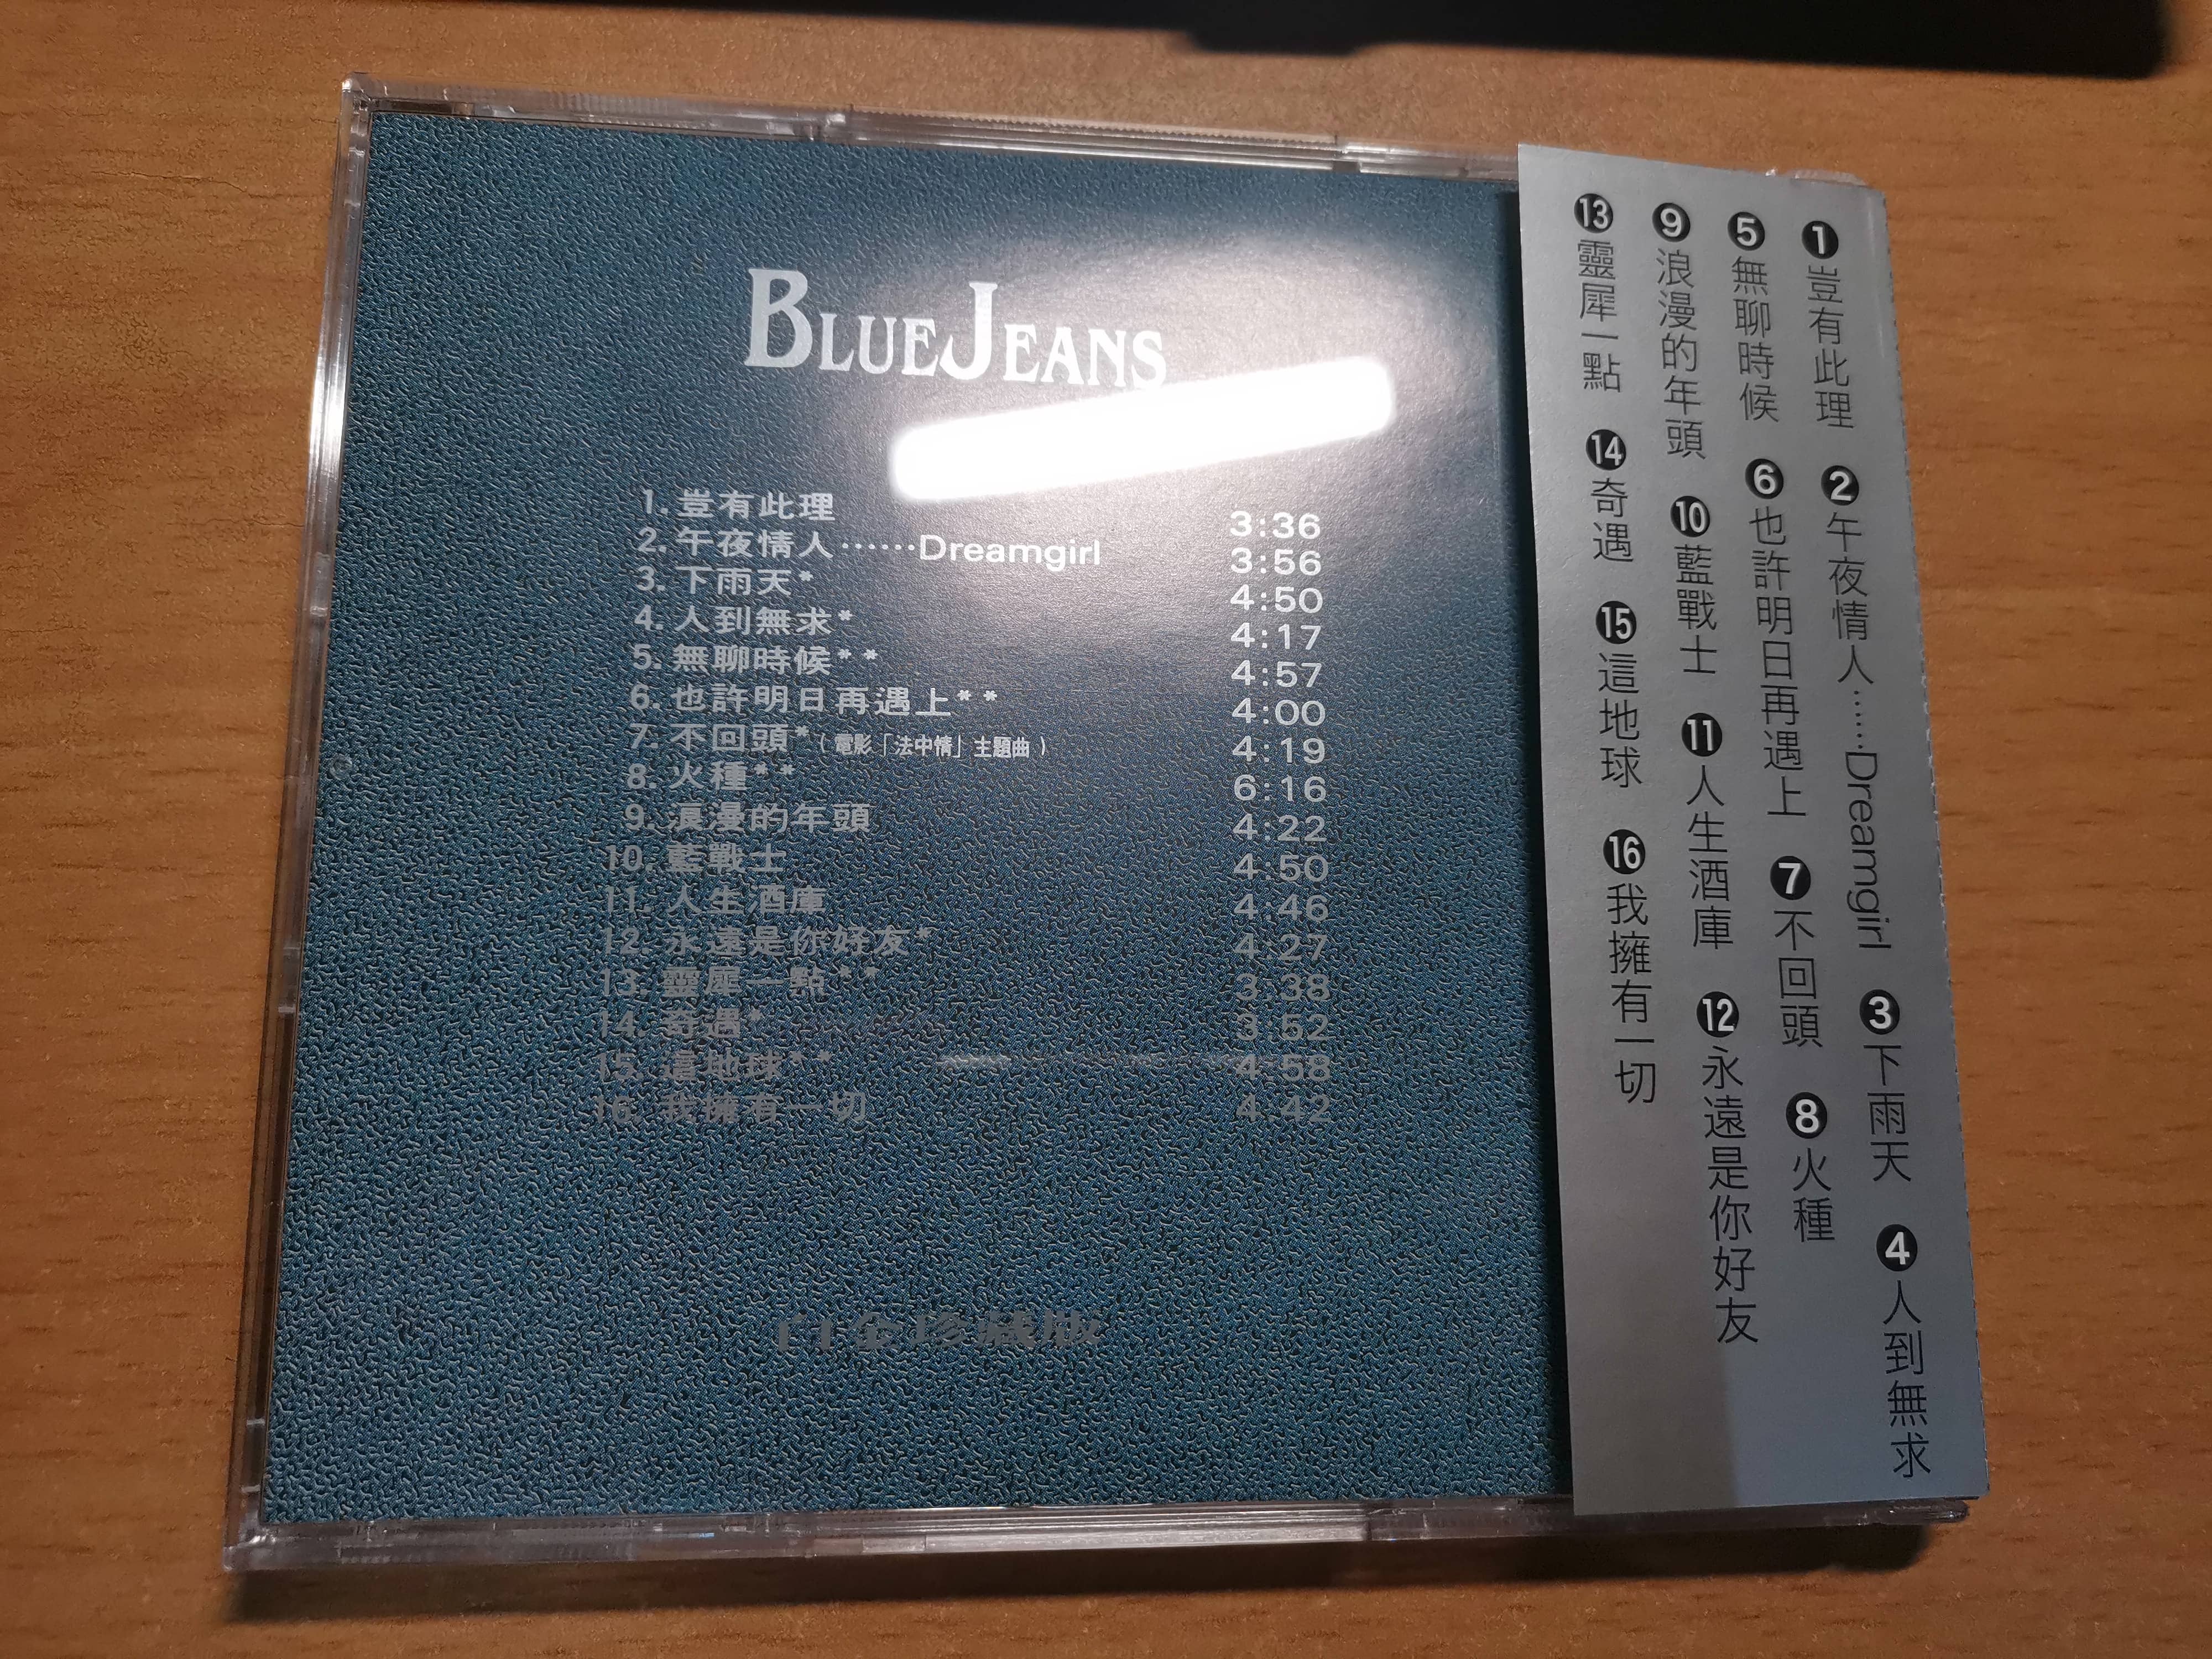 BLUEJEANS
1. 豈有此理 3:36
2. 午夜情人······Dreamgirl 3:56
3. 下雨天* 4:50
4. 人到無求* 4:17
5. 無聊時候** 4:57
6. 也許明日再遇上** 4:00
7. 不回頭*(電影「法中情」主題曲) 4:19
8. 火種** 6:16
9. 浪漫的年頭 4:22
10. 藍戰士 4:50
11. 人生酒庫 4:46
12. 永遠是你好友* 4:27
13. 靈犀一點** 3:38
14. 奇遇* 3:52
15. 這地球** 4:58
16. 我擁有一切 4:42
白金珍藏版
❶豈有此理 ❷午夜情人······Dreamgirl ❸下雨天 ❹人到無求
❺無聊時候 ❻也許明日再遇上 ❼不回頭 ❽火種
❾浪漫的年頭 ❿藍戰士 ⓫人生酒庫 ⓬永遠是你好友
⓭靈犀一點 ⓮奇遇 ⓯這地球 ⓰我擁有一切